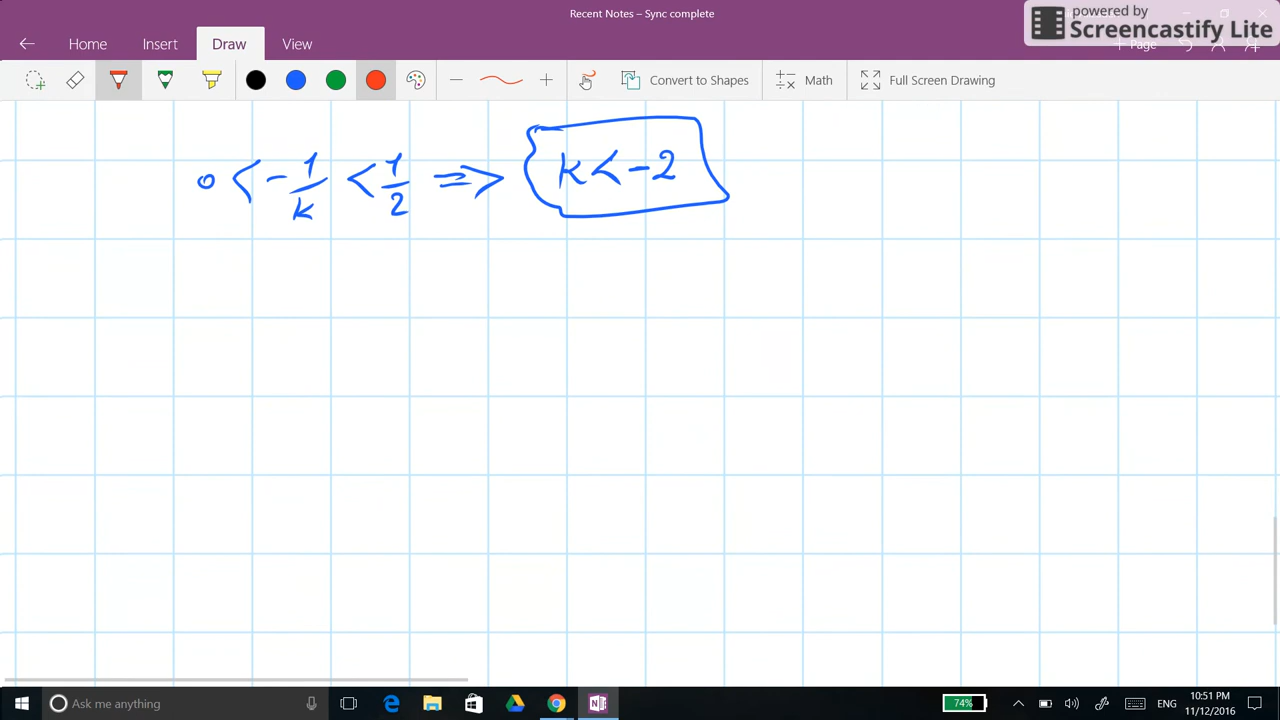 Recent Notes – Sync complete
powered by
Screencastify Lite
Home Insert Draw View
Page
Convert to Shapes Math Full Screen Drawing
0 < -1/k < 1/2 => k < -2
Ask me anything
74%
ENG
10:51 PM
11/12/2016